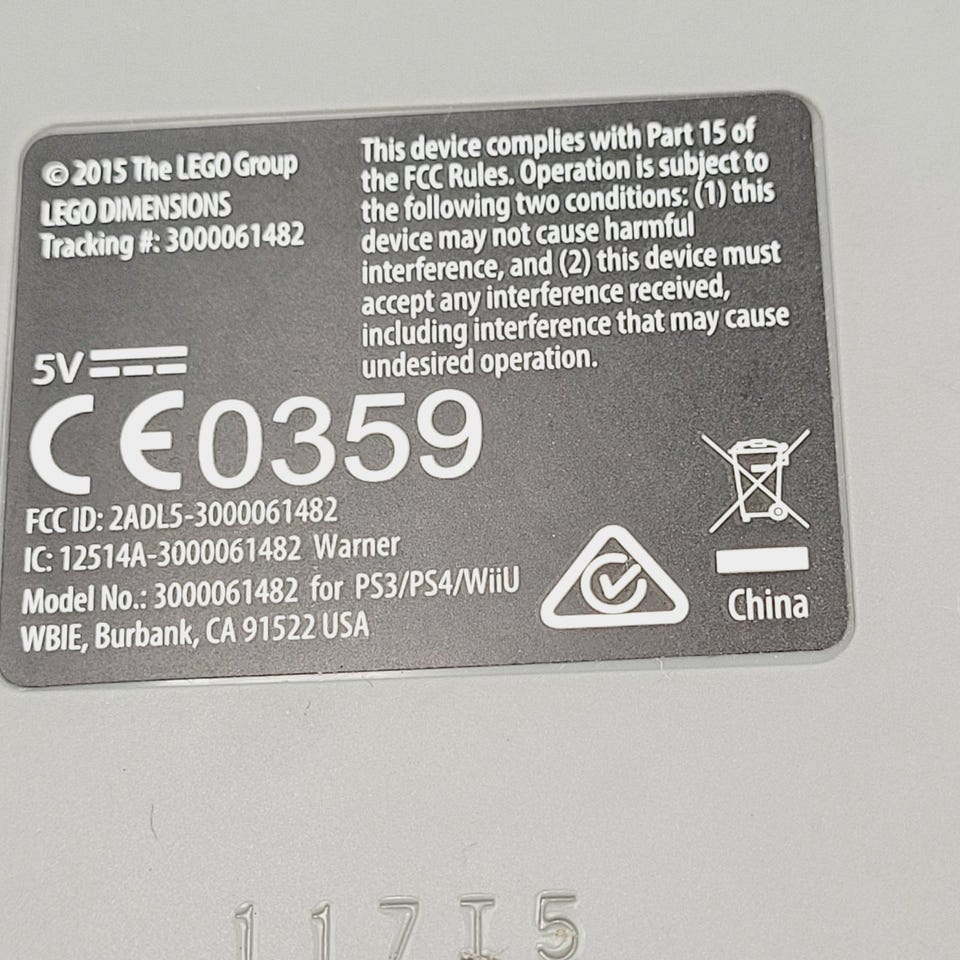 © 2015 The LEGO Group
LEGO DIMENSIONS
Tracking #: 3000061482
This device complies with Part 15 of
the FCC Rules. Operation is subject to
the following two conditions: (1) this
device may not cause harmful
interference, and (2) this device must
accept any interference received,
including interference that may cause
undesired operation.
5V
CE0359
FCC ID: 2ADL5-3000061482
IC: 12514A-3000061482 Warner
Model No.: 3000061482 for PS3/PS4/WiiU
WBIE, Burbank, CA 91522 USA
China
117I5